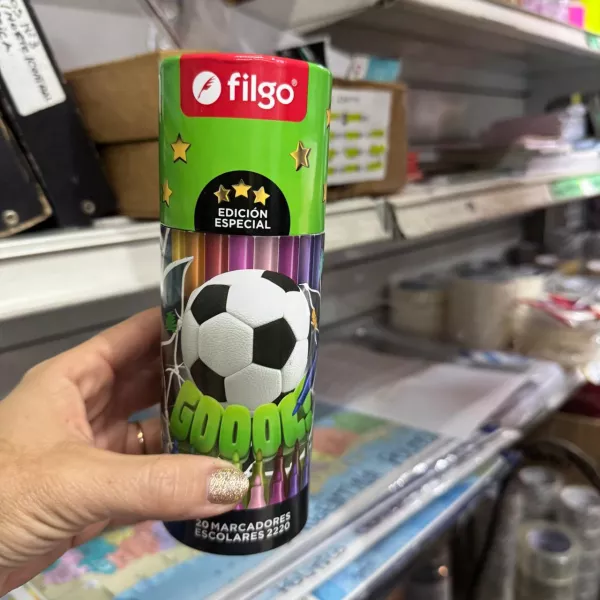 filgo
EDICIÓN
ESPECIAL
GOOOL
20 MARCADORES
ESCOLARES 2220